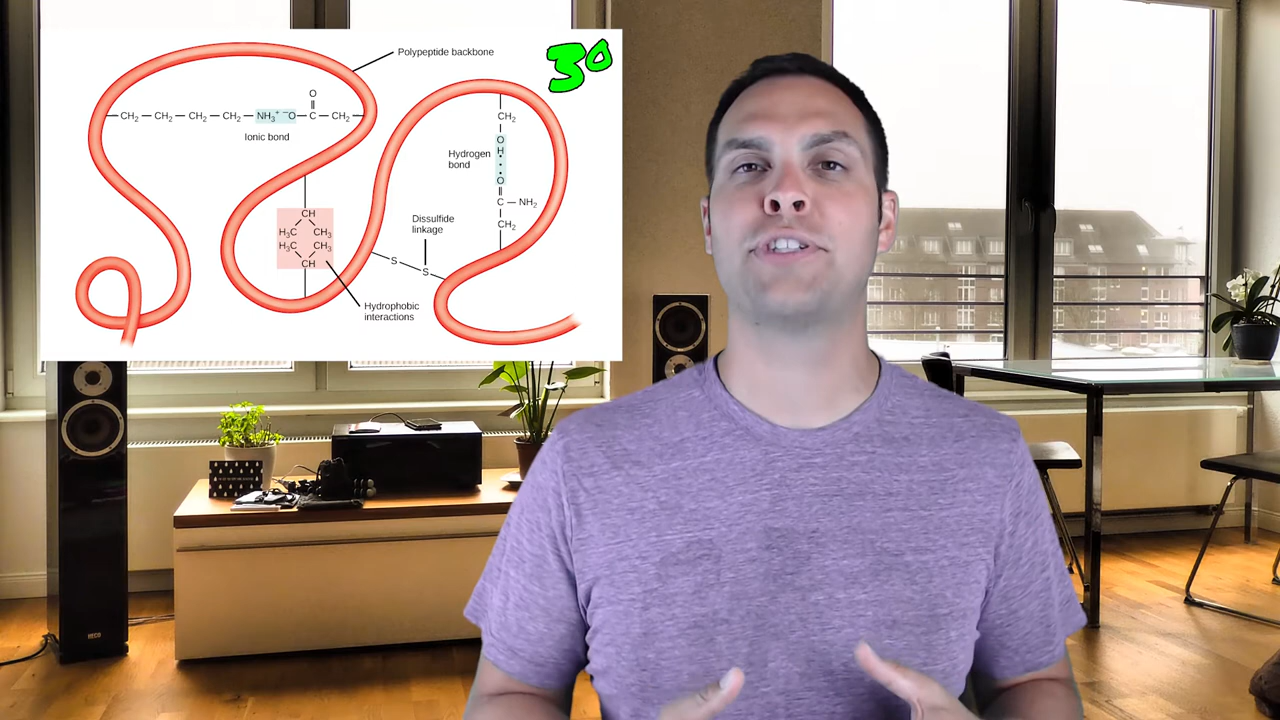 Polypeptide backbone
3°
O
CH2 — CH2 — CH2 — CH2 — NH3+ −O — C — CH2
Ionic bond
CH2
O
H
Hydrogen
bond
O
C — NH2
CH2
CH
H3C CH3
H3C CH3
CH
Dissulfide
linkage
S
S
Hydrophobic
interactions